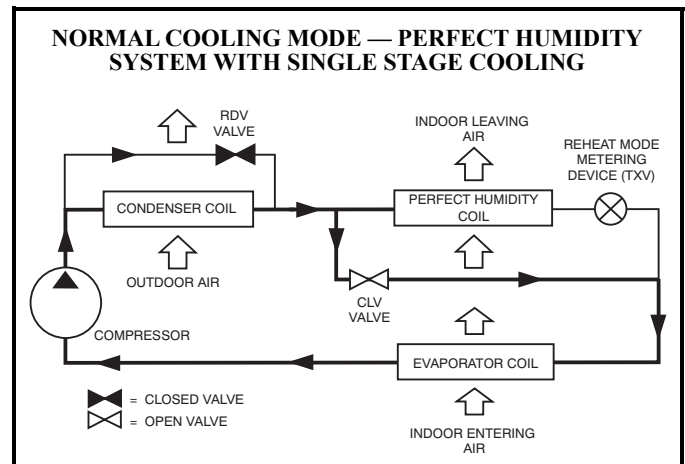 NORMAL COOLING MODE — PERFECT HUMIDITY
SYSTEM WITH SINGLE STAGE COOLING
RDV
VALVE
INDOOR LEAVING
AIR
REHEAT MODE
METERING
DEVICE (TXV)
CONDENSER COIL
PERFECT HUMIDITY
COIL
OUTDOOR AIR
CLV
VALVE
COMPRESSOR
EVAPORATOR COIL
= CLOSED VALVE
= OPEN VALVE
INDOOR ENTERING
AIR